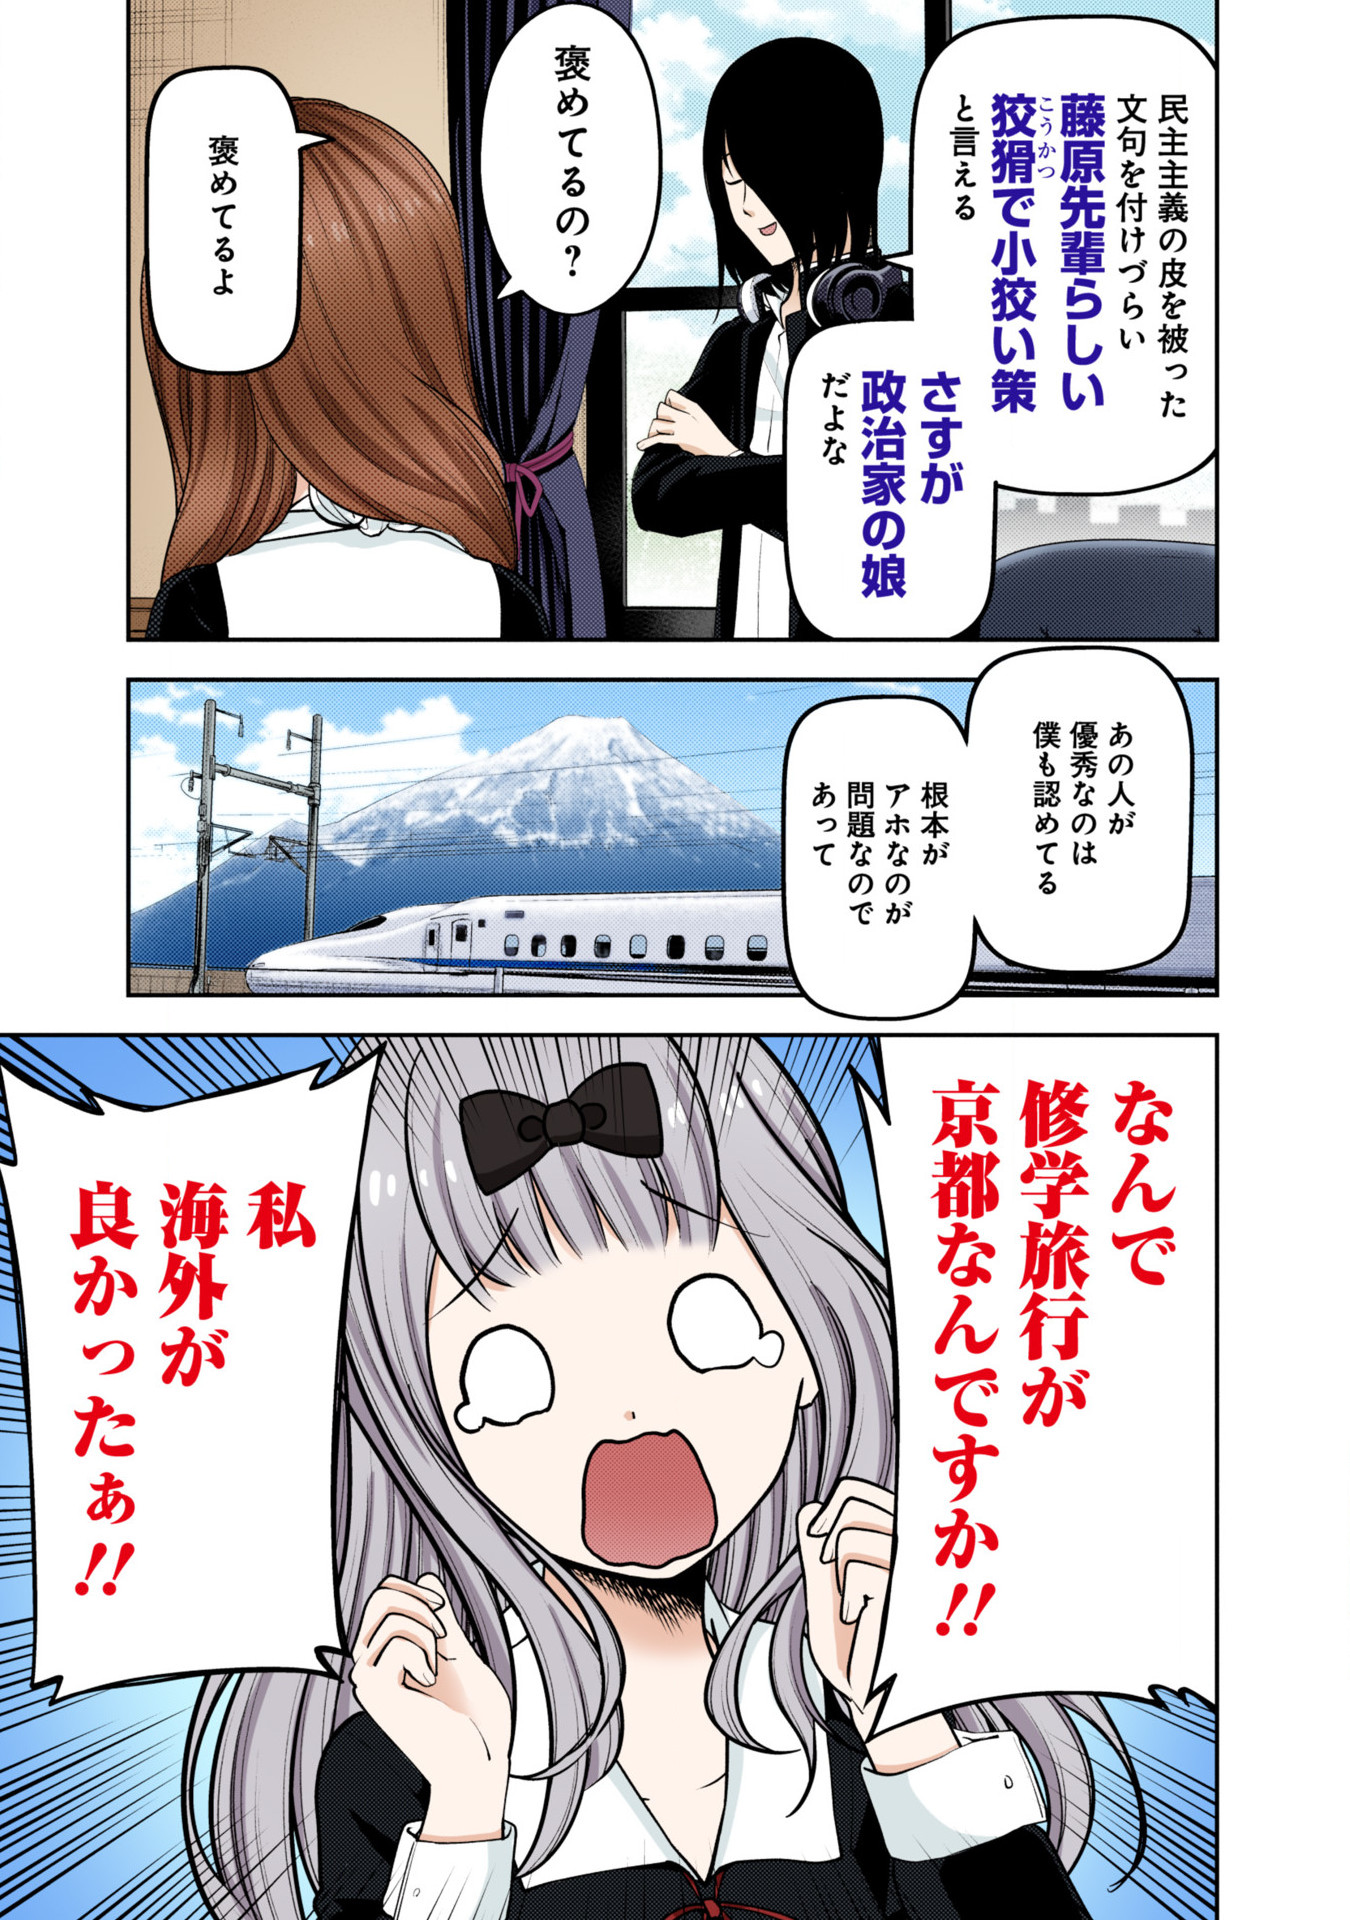 民主主義の皮を被った
文句を付けづらい
藤原先輩らしい
狡猾で小狡い策
こうかつ
と言える
さすが
政治家の娘
だよな
褒めてるの?
褒めてるよ
あの人が
優秀なのは
僕も認めてる
根本が
アホなのが
問題なので
あって
なんで
修学旅行が
京都なんですか!!
私
海外が
良かったぁ!!